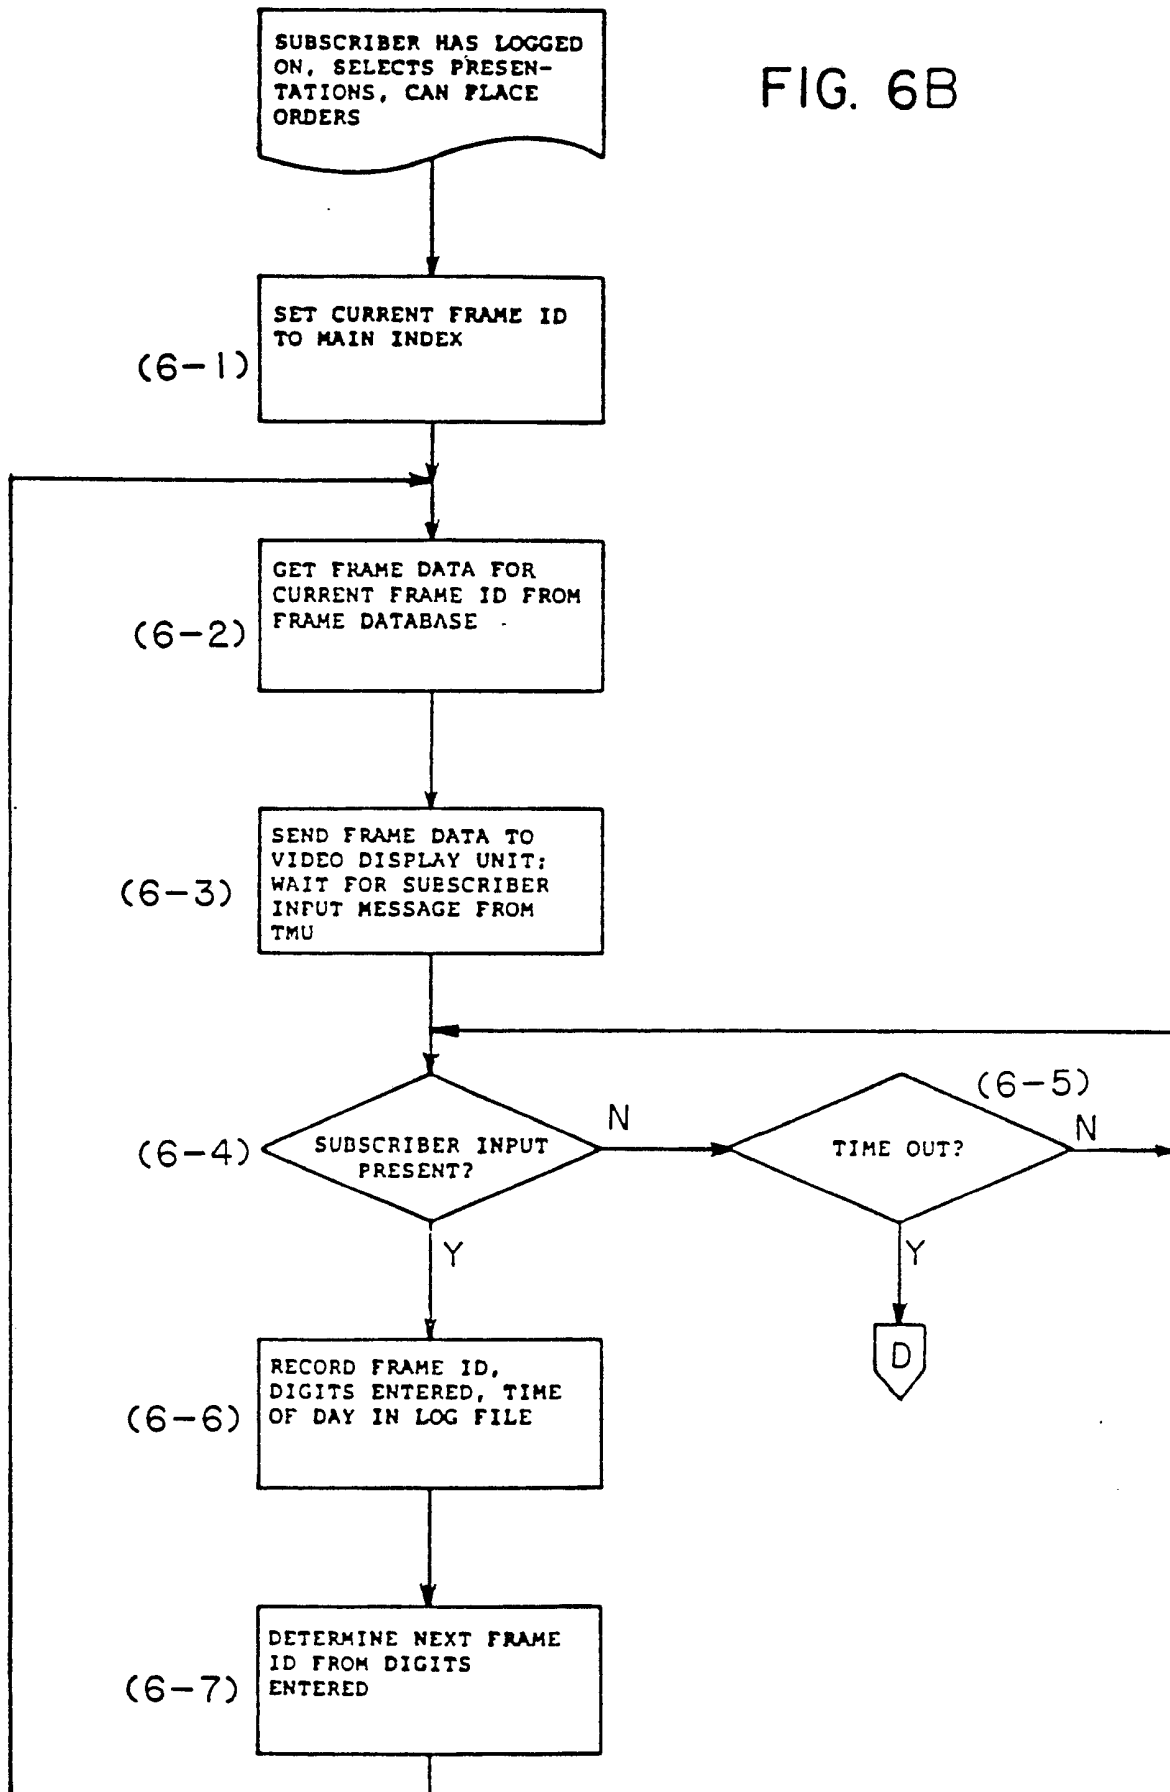 SUBSCRIBER HAS LOGGED
ON, SELECTS PRESEN-
TATIONS, CAN PLACE
ORDERS
FIG. 6B
SET CURRENT FRAME ID
TO MAIN INDEX
(6-1)
GET FRAME DATA FOR
CURRENT FRAME ID FROM
FRAME DATABASE
(6-2)
SEND FRAME DATA TO
VIDEO DISPLAY UNIT;
WAIT FOR SUBSCRIBER
INPUT MESSAGE FROM
TMU
(6-3)
(6-4)
SUBSCRIBER INPUT
PRESENT?
N
(6-5)
TIME OUT?
N
Y
Y
D
RECORD FRAME ID,
DIGITS ENTERED, TIME
OF DAY IN LOG FILE
(6-6)
DETERMINE NEXT FRAME
ID FROM DIGITS
ENTERED
(6-7)